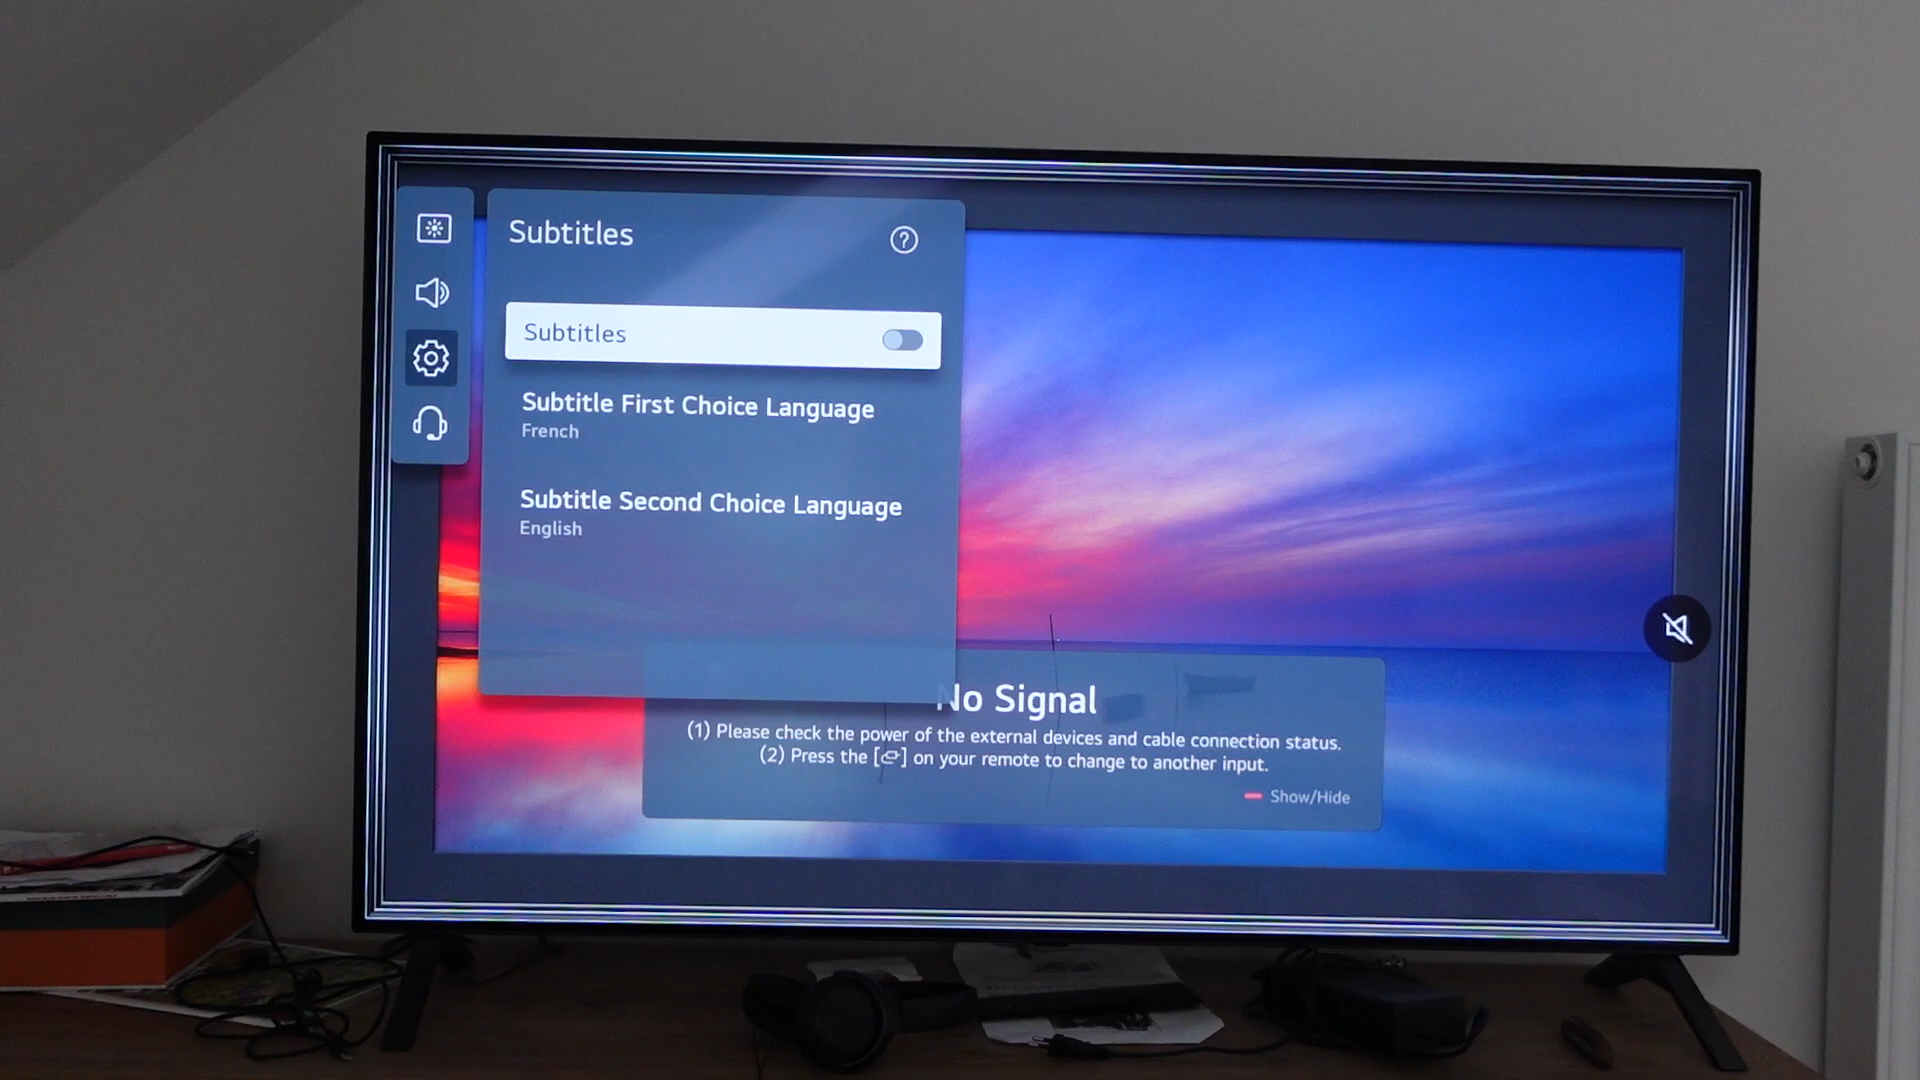 Subtitles
Subtitles
Subtitle First Choice Language
French
Subtitle Second Choice Language
English
No Signal
(1) Please check the power of the external devices and cable connection status.
(2) Press the [] on your remote to change to another input.
Show/Hide